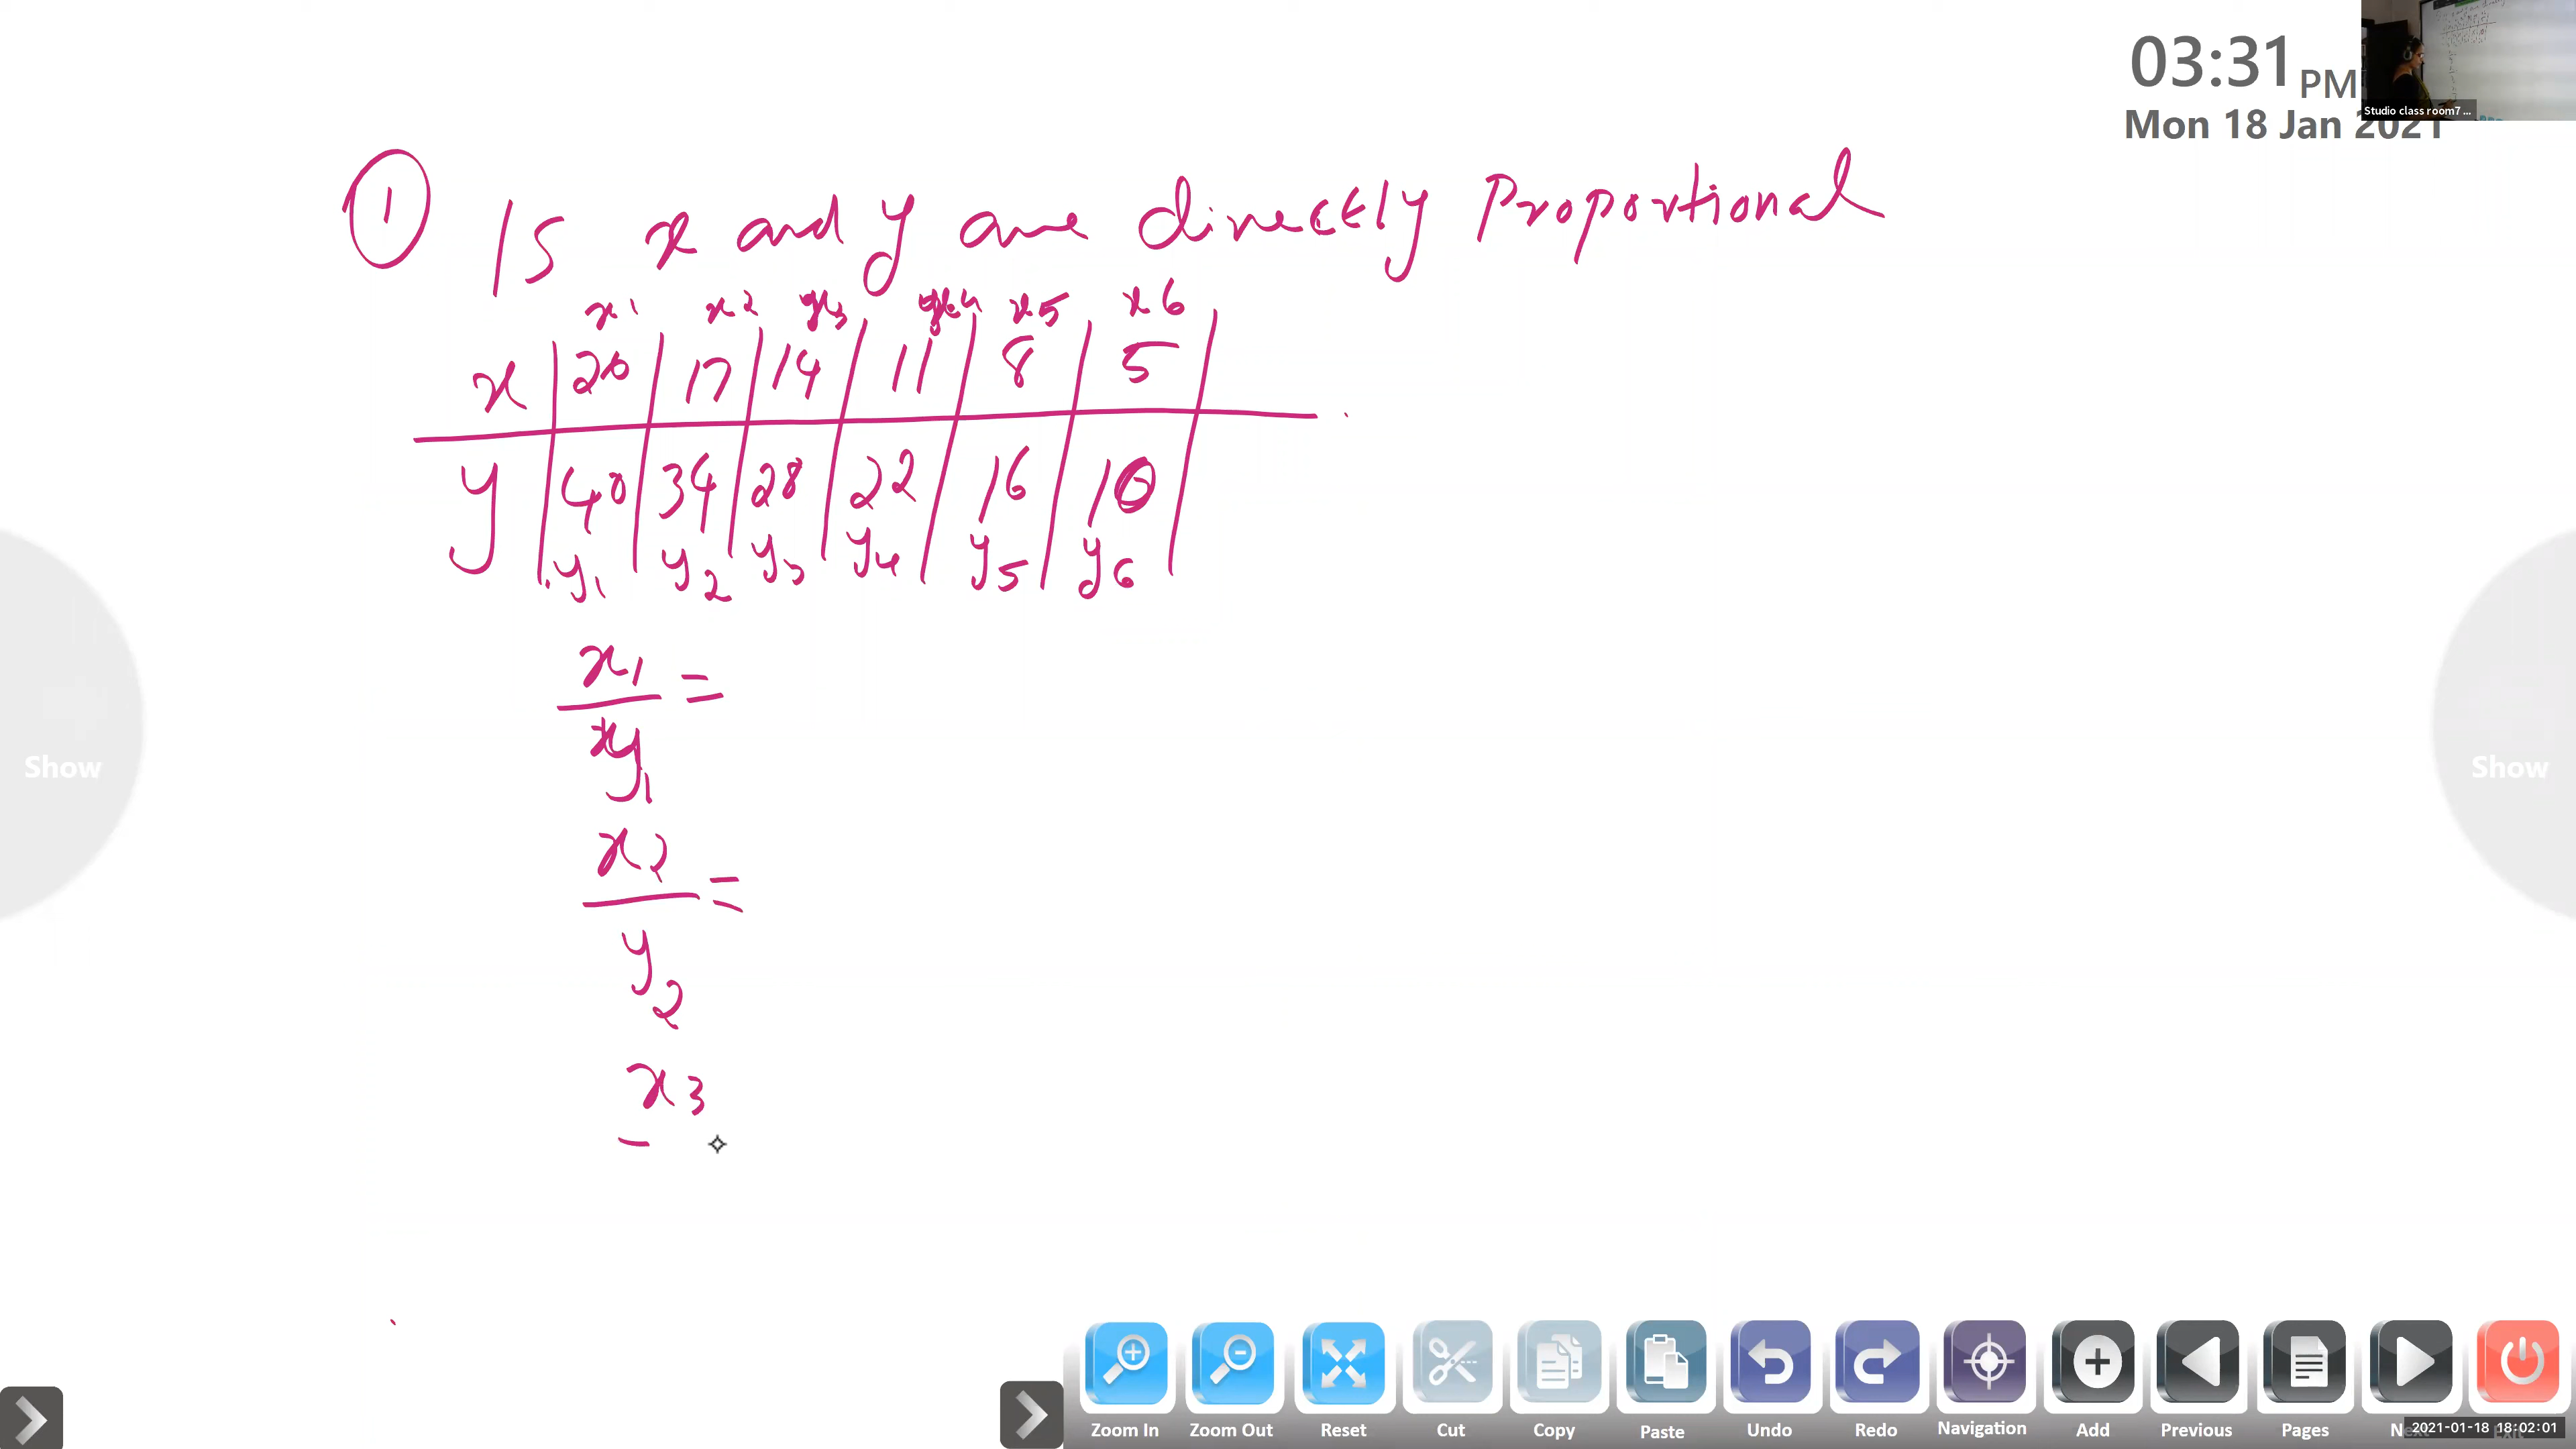 03:31 PM
Studio class room7 ...
Mon 18 Jan 2021
1 Is x and y are directly Proportional
x1 x2 x3 x4 x5 x6
x 20 17 14 11 8 5
y 40 34 28 22 16 10
y1 y2 y3 y4 y5 y6
x1 =
y1
x2 =
y2
x3
Show Show
Zoom In Zoom Out Reset Cut Copy Paste Undo Redo Navigation Add Previous Pages
2021-01-18 18:02:01